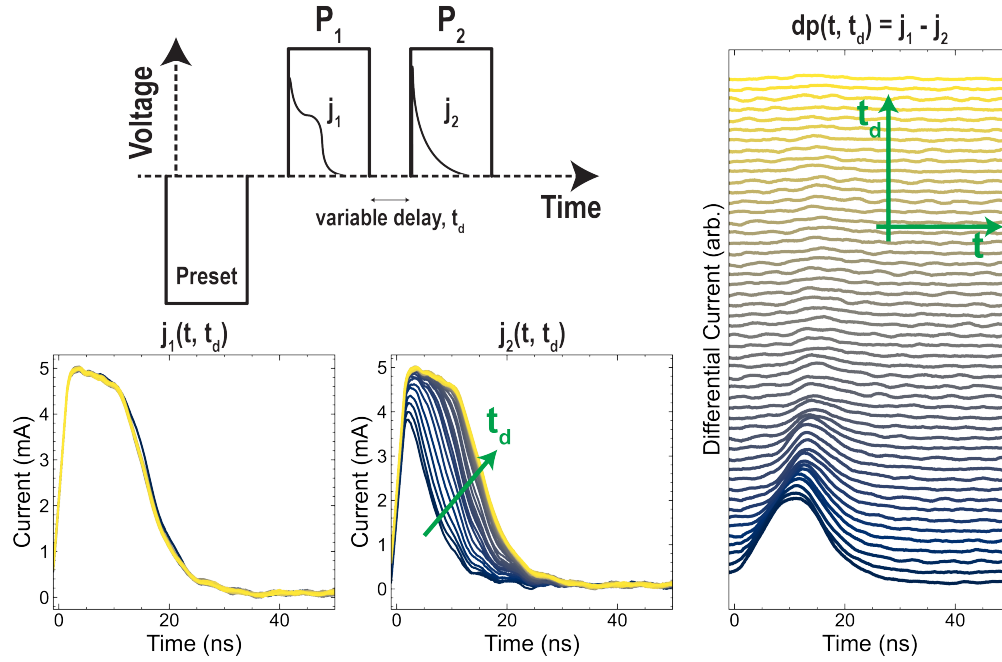 P1
P2
dp(t, td) = j1 - j2
Voltage
j1
j2
Time
variable delay, td
Preset
td
t
Differential Current (arb.)
0
20
40
Time (ns)
j1(t, td)
Current (mA)
5
4
3
2
1
0
0
20
40
Time (ns)
j2(t, td)
Current (mA)
5
4
3
2
1
0
td
0
20
40
Time (ns)